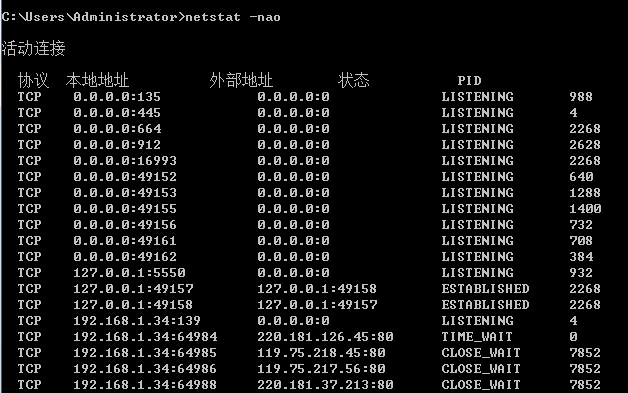 C:\Users\Administrator>netstat -nao
活动连接
协议 本地地址 外部地址 状态 PID
TCP 0.0.0.0:135 0.0.0.0:0 LISTENING 988
TCP 0.0.0.0:445 0.0.0.0:0 LISTENING 4
TCP 0.0.0.0:664 0.0.0.0:0 LISTENING 2268
TCP 0.0.0.0:912 0.0.0.0:0 LISTENING 2628
TCP 0.0.0.0:16993 0.0.0.0:0 LISTENING 2268
TCP 0.0.0.0:49152 0.0.0.0:0 LISTENING 640
TCP 0.0.0.0:49153 0.0.0.0:0 LISTENING 1288
TCP 0.0.0.0:49155 0.0.0.0:0 LISTENING 1400
TCP 0.0.0.0:49156 0.0.0.0:0 LISTENING 732
TCP 0.0.0.0:49161 0.0.0.0:0 LISTENING 708
TCP 0.0.0.0:49162 0.0.0.0:0 LISTENING 384
TCP 127.0.0.1:5550 0.0.0.0:0 LISTENING 932
TCP 127.0.0.1:49157 127.0.0.1:49158 ESTABLISHED 2268
TCP 127.0.0.1:49158 127.0.0.1:49157 ESTABLISHED 2268
TCP 192.168.1.34:139 0.0.0.0:0 LISTENING 4
TCP 192.168.1.34:64984 220.181.126.45:80 TIME_WAIT 0
TCP 192.168.1.34:64985 119.75.218.45:80 CLOSE_WAIT 7852
TCP 192.168.1.34:64986 119.75.217.56:80 CLOSE_WAIT 7852
TCP 192.168.1.34:64988 220.181.37.213:80 CLOSE_WAIT 7852